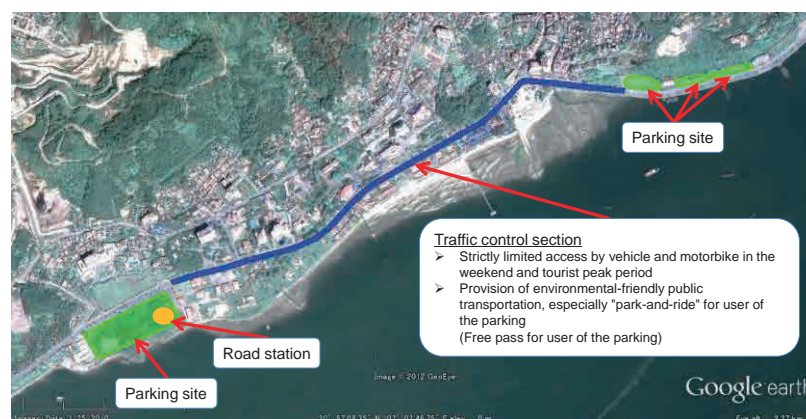 Parking site
Traffic control section
➢ Strictly limited access by vehicle and motorbike in the
weekend and tourist peak period
➢ Provision of environmental-friendly public
transportation, especially "park-and-ride" for user of
the parking
(Free pass for user of the parking)
Road station
Parking site
Image © 2012 GeoEye
Google earth